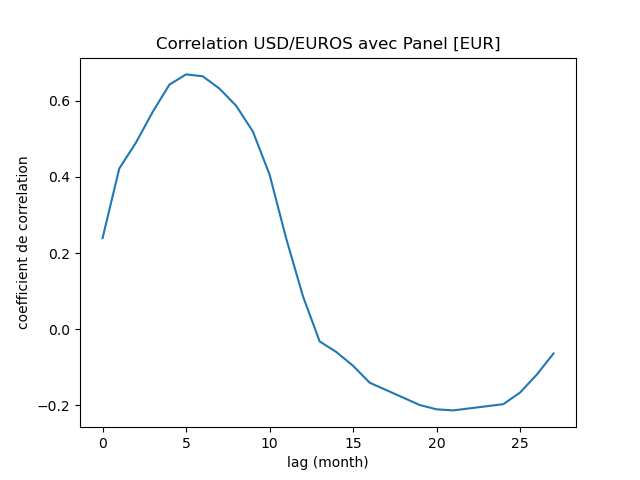 Correlation USD/EUROS avec Panel [EUR]
coefficient de correlation
0.6
0.4
0.2
0.0
−0.2
0 5 10 15 20 25
lag (month)